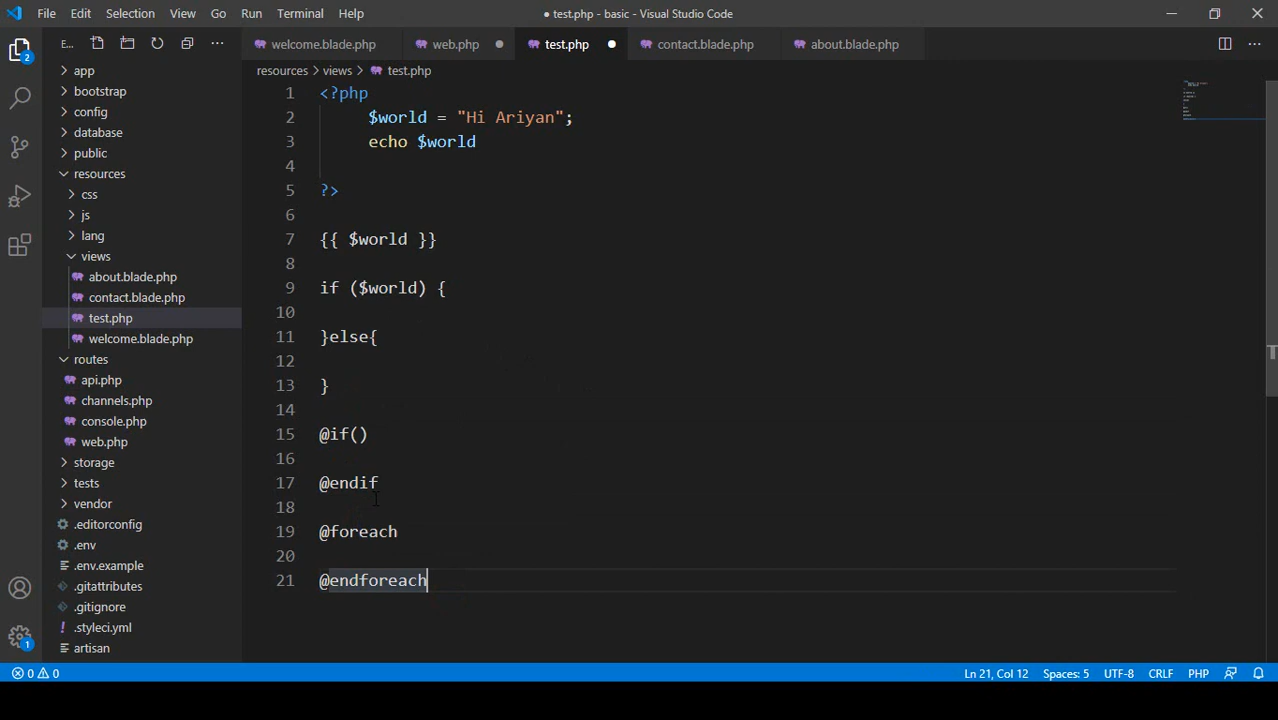 File Edit Selection View Go Run Terminal Help
● test.php - basic - Visual Studio Code
2
E...
welcome.blade.php
web.php
test.php
contact.blade.php
about.blade.php
resources > views > test.php
app
bootstrap
config
database
public
resources
css
js
lang
views
about.blade.php
contact.blade.php
test.php
welcome.blade.php
routes
api.php
channels.php
console.php
web.php
storage
tests
vendor
.editorconfig
.env
.env.example
.gitattributes
.gitignore
.styleci.yml
artisan
1
1 <?php
2 $world = "Hi Ariyan";
3 echo $world
4
5 ?>
6
7 {{ $world }}
8
9 if ($world) {
10
11 }else{
12
13 }
14
15 @if()
16
17 @endif
18
19 @foreach
20
21 @endforeach
0 0
Ln 21, Col 12 Spaces: 5 UTF-8 CRLF PHP